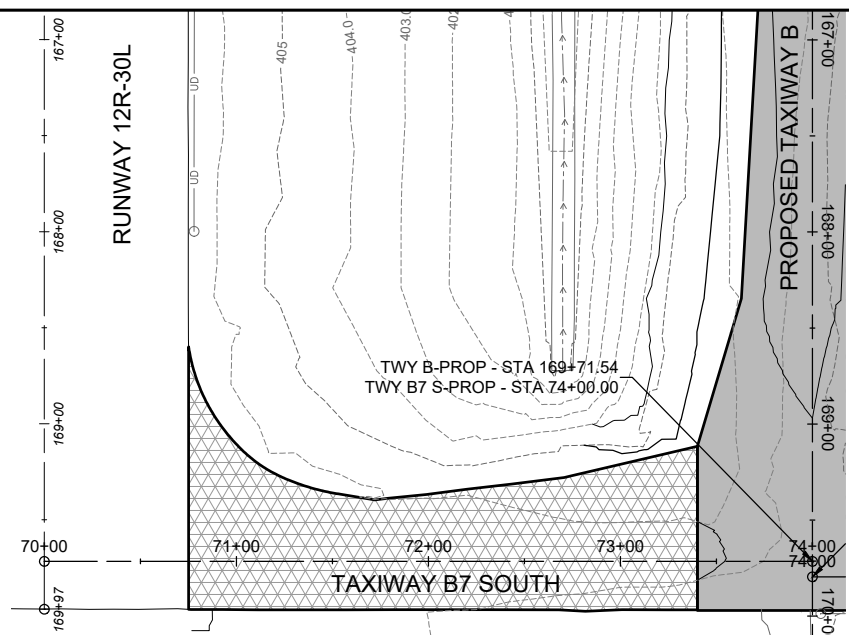 167+00
RUNWAY 12R-30L
UD
UD
405
404.0
403.0
402
PROPOSED TAXIWAY B
167+00
168+00
168+00
TWY B-PROP - STA 169+71.54
TWY B7 S-PROP - STA 74+00.00
169+00
169+00
70+00
71+00
72+00
73+00
74+00
TAXIWAY B7 SOUTH
169+97